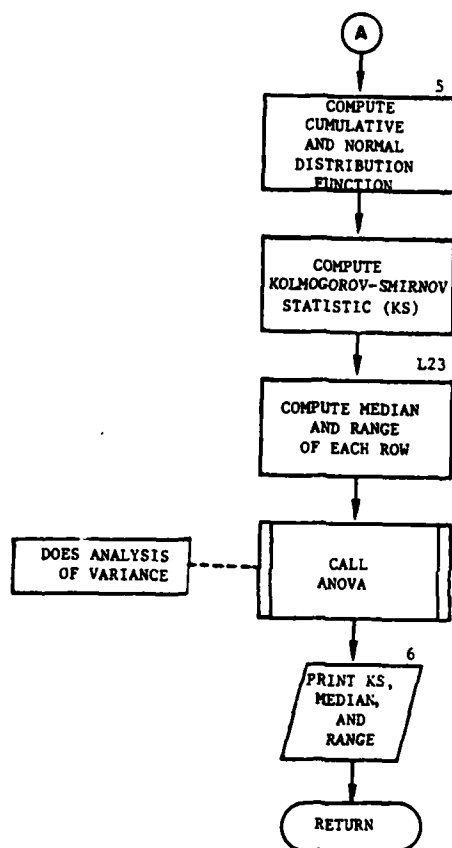 A
5
COMPUTE
CUMULATIVE
AND NORMAL
DISTRIBUTION
FUNCTION
COMPUTE
KOLMOGOROV-SMIRNOV
STATISTIC (KS)
L23
COMPUTE MEDIAN
AND RANGE
OF EACH ROW
DOES ANALYSIS
OF VARIANCE
CALL
ANOVA
6
PRINT KS,
MEDIAN,
AND
RANGE
RETURN